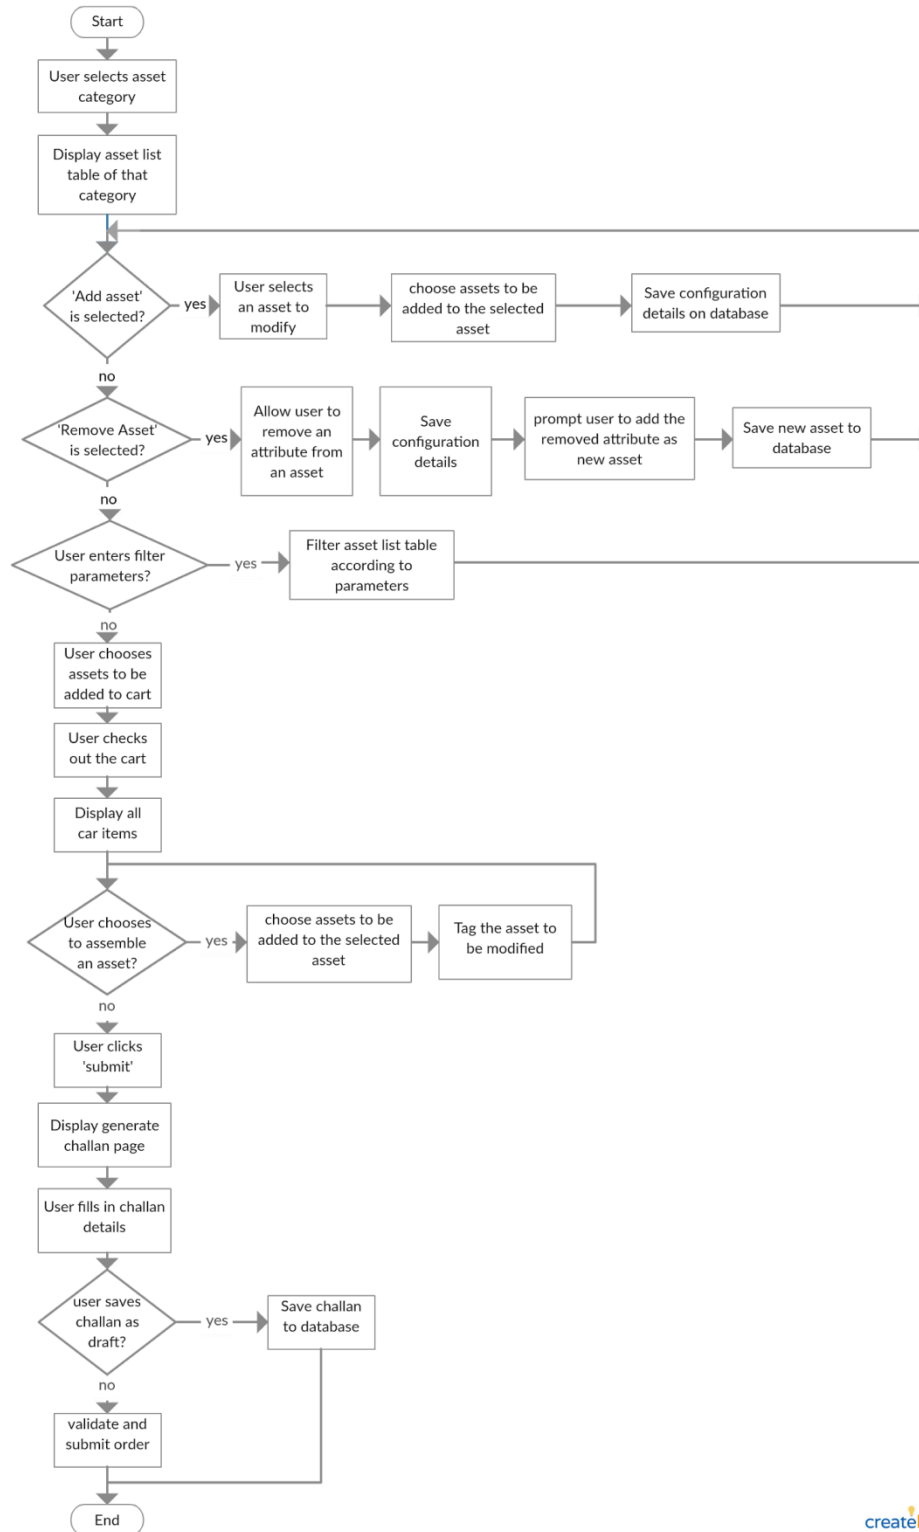 Start
User selects asset
category
Display asset list
table of that
category
'Add asset'
is selected?
yes
User selects
an asset to
modify
choose assets to be
added to the selected
asset
Save configuration
details on database
no
'Remove Asset'
is selected?
yes
Allow user to
remove an
attribute from
an asset
Save
configuration
details
prompt user to add the
removed attribute as
new asset
Save new asset to
database
no
User enters filter
parameters?
yes
Filter asset list table
according to
parameters
no
User chooses
assets to be
added to cart
User checks
out the cart
Display all
car items
User chooses
to assemble
an asset?
yes
choose assets to be
added to the selected
asset
Tag the asset to
be modified
no
User clicks
'submit'
Display generate
challan page
User fills in challan
details
user saves
challan as
draft?
yes
Save challan
to database
no
validate and
submit order
End
create